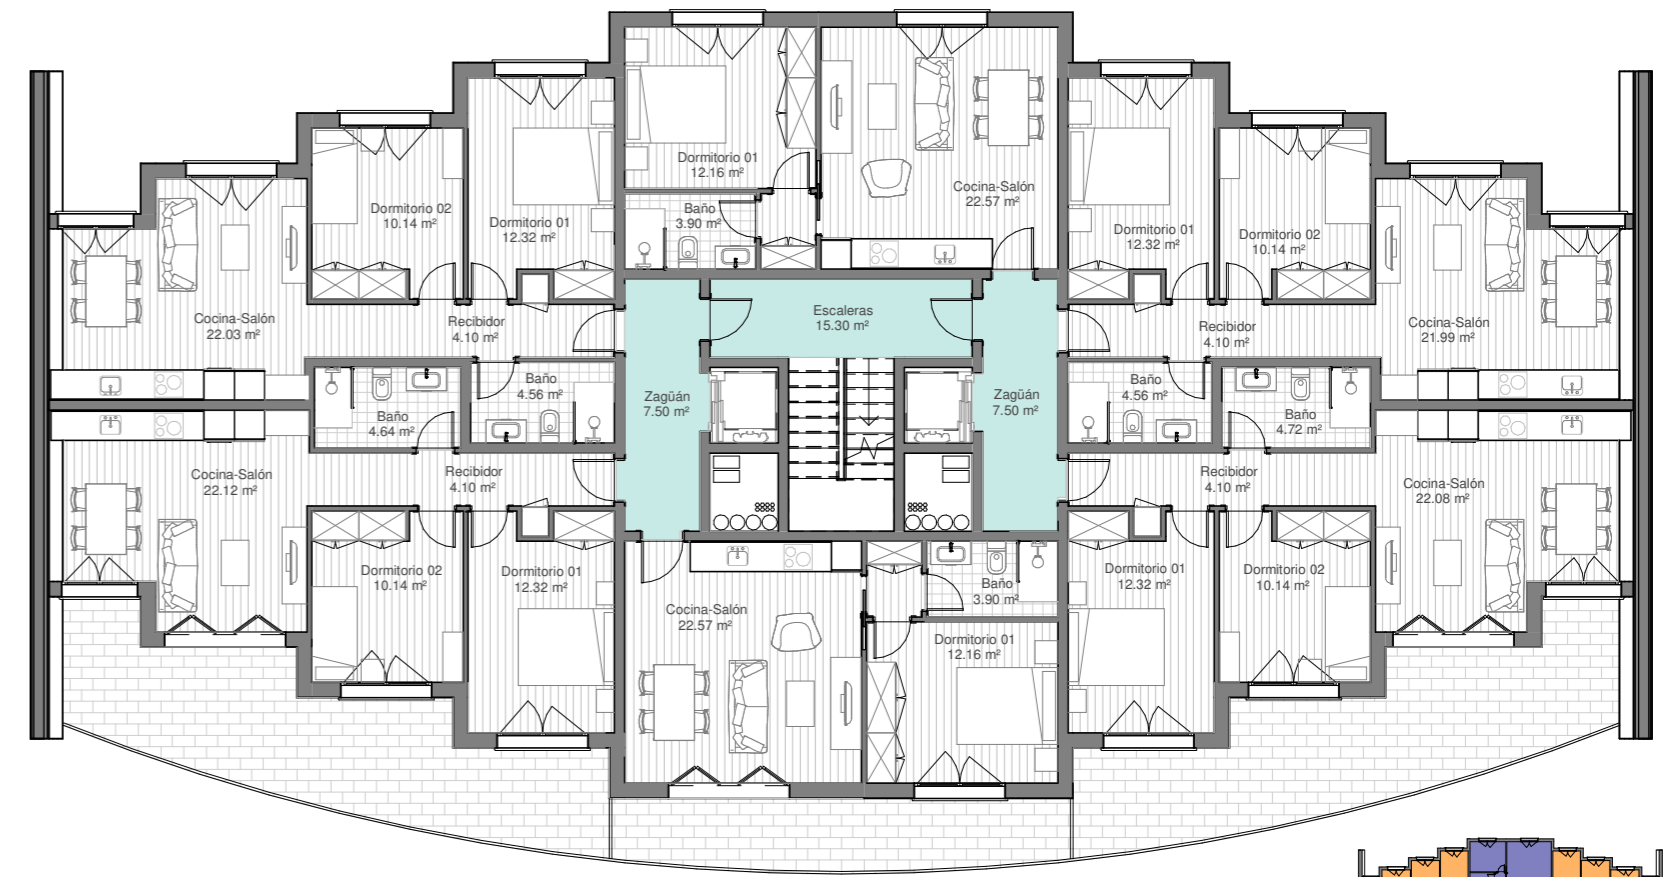 Dormitorio 01
12.16 m²
Cocina-Salón
22.57 m²
Baño
3.90 m²
Dormitorio 02
10.14 m²
Dormitorio 01
12.32 m²
Dormitorio 01
12.32 m²
Dormitorio 02
10.14 m²
Cocina-Salón
22.03 m²
Recibidor
4.10 m²
Escaleras
15.30 m²
Recibidor
4.10 m²
Cocina-Salón
21.99 m²
Baño
4.64 m²
Baño
4.56 m²
Zagüán
7.50 m²
Zagüán
7.50 m²
Baño
4.56 m²
Baño
4.72 m²
Cocina-Salón
22.12 m²
Recibidor
4.10 m²
Recibidor
4.10 m²
Cocina-Salón
22.08 m²
Dormitorio 02
10.14 m²
Dormitorio 01
12.32 m²
Cocina-Salón
22.57 m²
Baño
3.90 m²
Dormitorio 01
12.16 m²
Dormitorio 01
12.32 m²
Dormitorio 02
10.14 m²